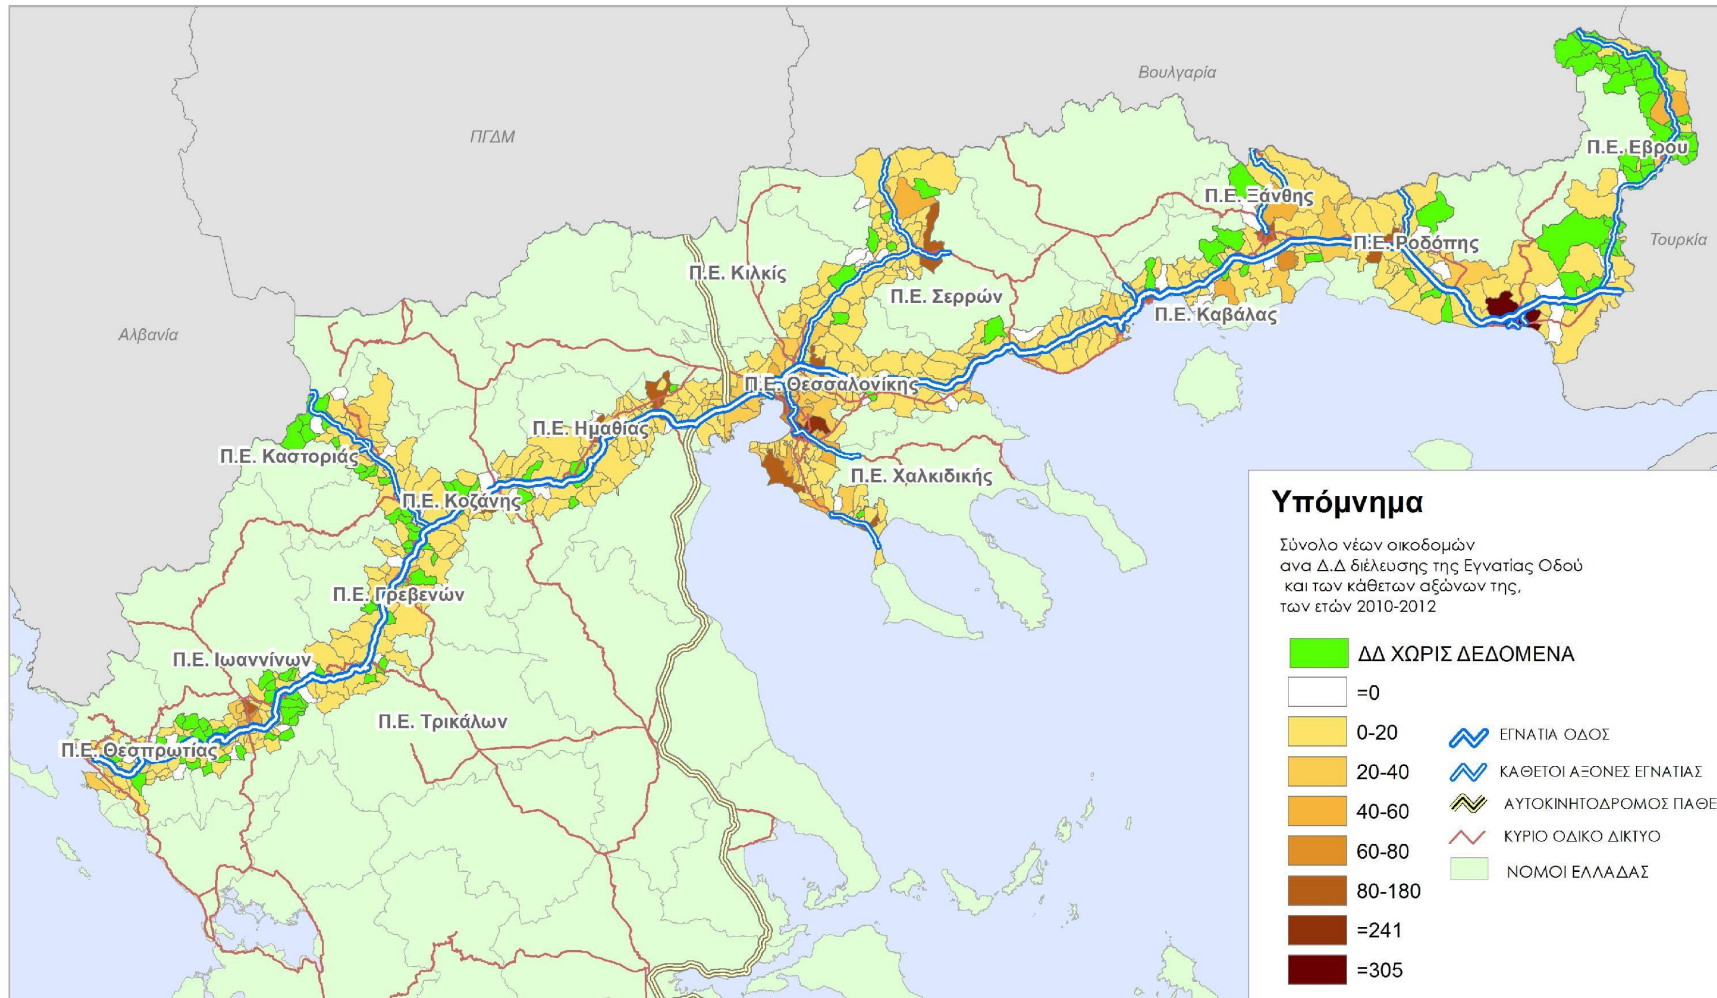 Βουλγαρία
ΠΓΔΜ
Π.Ε. Έβρου
Π.Ε. Ξάνθης
Π.Ε. Ροδόπης
Τουρκία
Π.Ε. Κιλκίς
Π.Ε. Σερρών
Π.Ε. Καβάλας
Αλβανία
Π.Ε. Θεσσαλονίκης
Π.Ε. Ημαθίας
Π.Ε. Καστοριάς
Π.Ε. Χαλκιδικής
Π.Ε. Κοζάνης
Π.Ε. Γρεβενών
Π.Ε. Ιωαννίνων
Π.Ε. Τρικάλων
Π.Ε. Θεσπρωτίας
Υπόμνημα
Σύνολο νέων οικοδομών
ανα Δ.Δ διέλευσης της Εγνατίας Οδού
και των κάθετων αξόνων της,
των ετών 2010-2012
ΔΔ ΧΩΡΙΣ ΔΕΔΟΜΕΝΑ
=0
0-20
20-40
40-60
60-80
80-180
=241
=305
ΕΓΝΑΤΙΑ ΟΔΟΣ
ΚΑΘΕΤΟΙ ΑΞΟΝΕΣ ΕΓΝΑΤΙΑΣ
ΑΥΤΟΚΙΝΗΤΟΔΡΟΜΟΣ ΠΑΘΕ
ΚΥΡΙΟ ΟΔΙΚΟ ΔΙΚΤΥΟ
ΝΟΜΟΙ ΕΛΛΑΔΑΣ